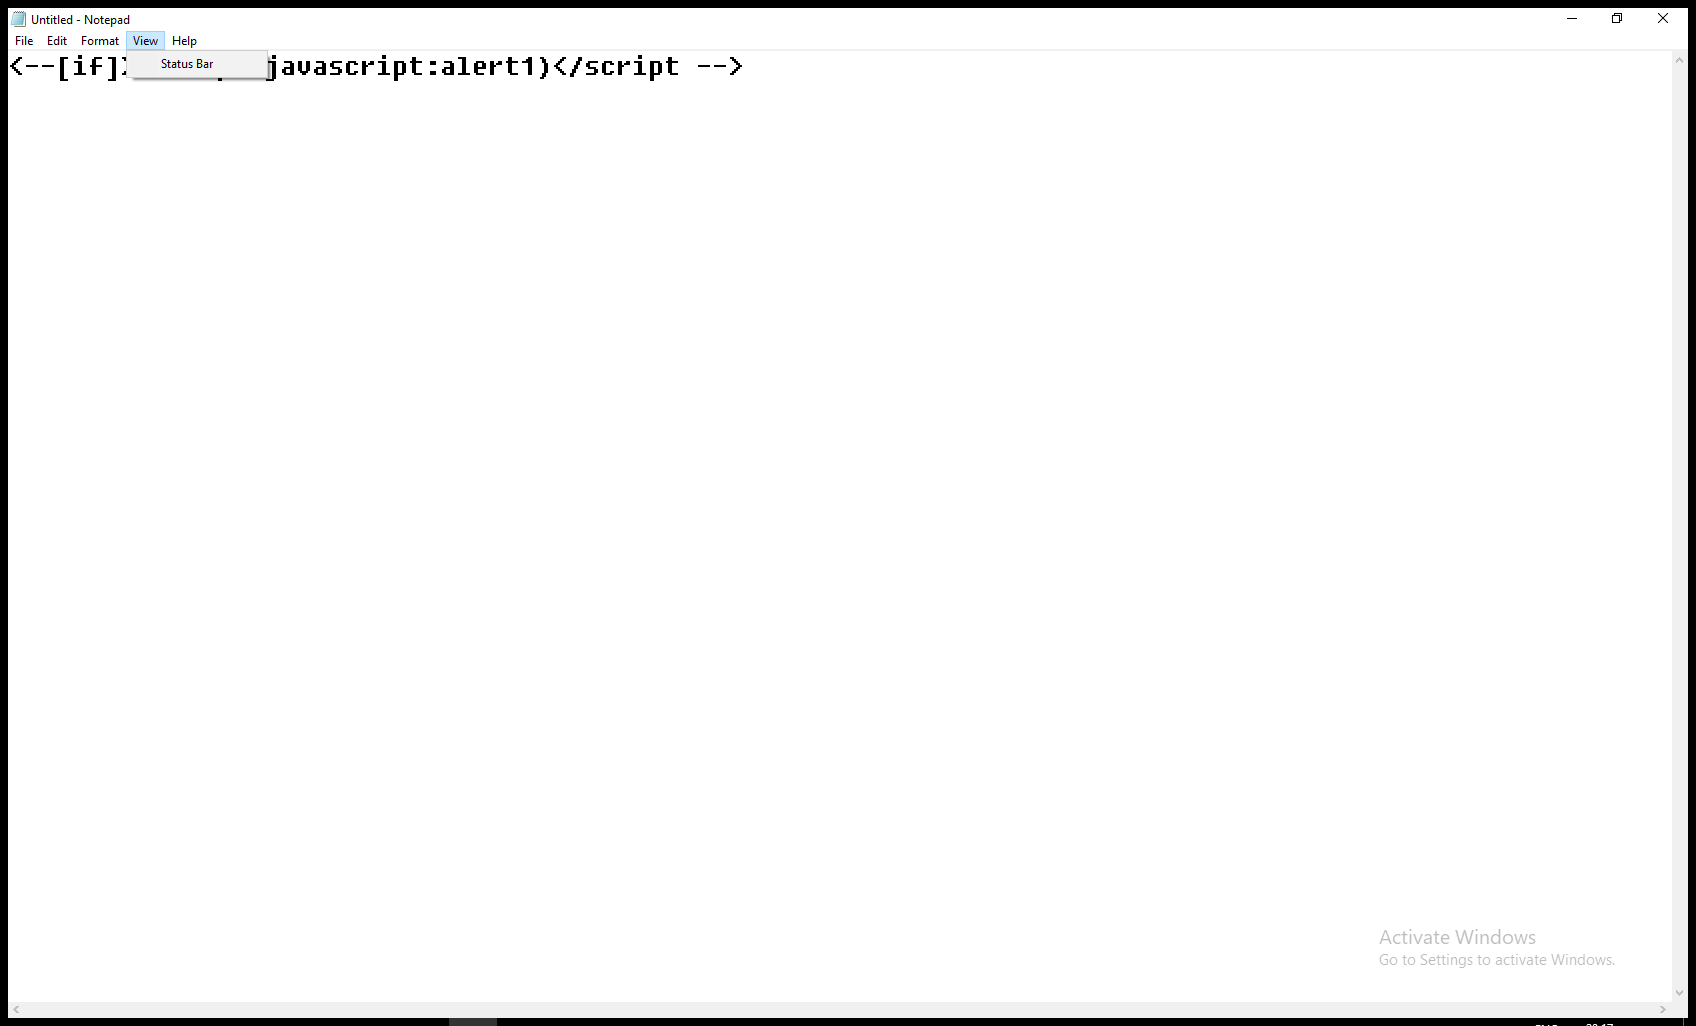 Untitled - Notepad
File Edit Format View Help
Status Bar
<--[if] javascript:alert1)</script -->
Activate Windows
Go to Settings to activate Windows.